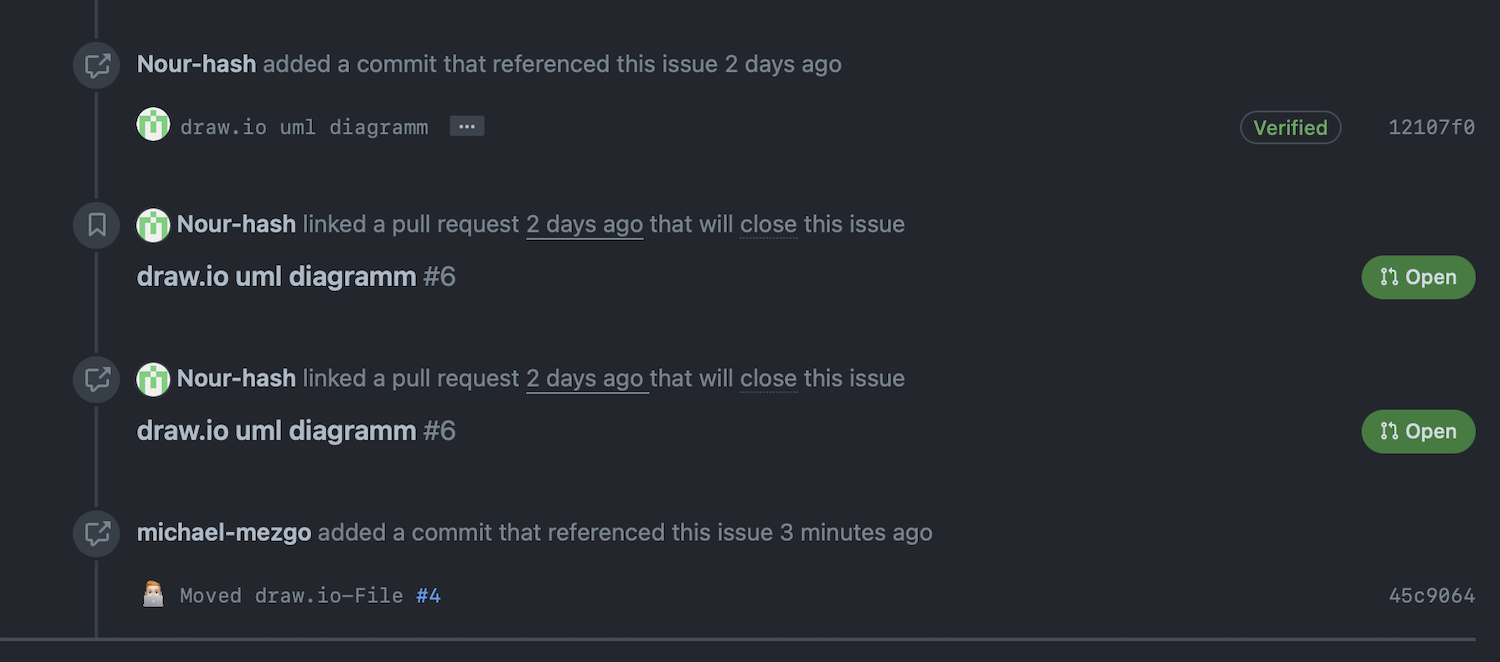 Nour-hash added a commit that referenced this issue 2 days ago
draw.io uml diagramm ... Verified 12107f0
Nour-hash linked a pull request 2 days ago that will close this issue
draw.io uml diagramm #6 Open
Nour-hash linked a pull request 2 days ago that will close this issue
draw.io uml diagramm #6 Open
michael-mezgo added a commit that referenced this issue 3 minutes ago
Moved draw.io-File #4 45c9064